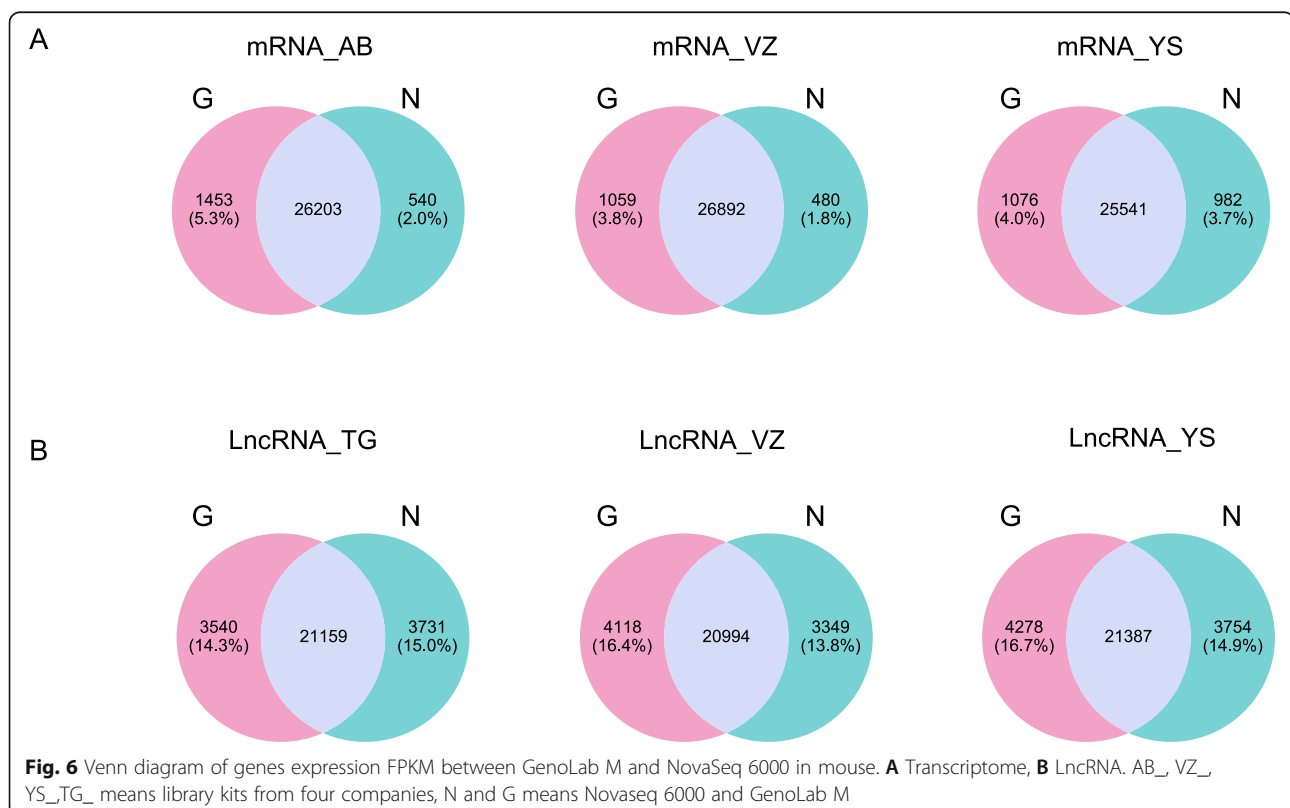 A
mRNA_AB
mRNA_VZ
mRNA_YS
G
N
G
N
G
N
1453
(5.3%)
26203
540
(2.0%)
1059
(3.8%)
26892
480
(1.8%)
1076
(4.0%)
25541
982
(3.7%)
B
LncRNA_TG
LncRNA_VZ
LncRNA_YS
G
N
G
N
G
N
3540
(14.3%)
21159
3731
(15.0%)
4118
(16.4%)
20994
3349
(13.8%)
4278
(16.7%)
21387
3754
(14.9%)
Fig. 6 Venn diagram of genes expression FPKM between GenoLab M and NovaSeq 6000 in mouse. A Transcriptome, B LncRNA. AB_, VZ_,
YS_,TG_ means library kits from four companies, N and G means Novaseq 6000 and GenoLab M